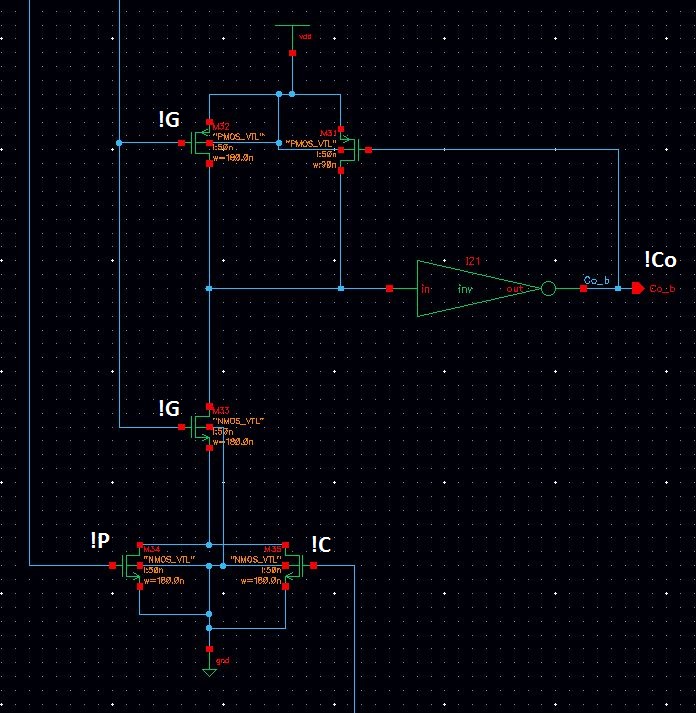 vdd
!G
M32
"PMOS_VTL"
l:50n
w=180.0n
M31
"PMOS_VTL"
l:50n
w:90n
!Co
I21
in
inv
out
Co_b
Co_b
!G
M33
"NMOS_VTL"
l:50n
w=180.0n
!P
M34
"NMOS_VTL"
l:50n
w=180.0n
!C
M35
"NMOS_VTL"
l:50n
w=180.0n
gnd